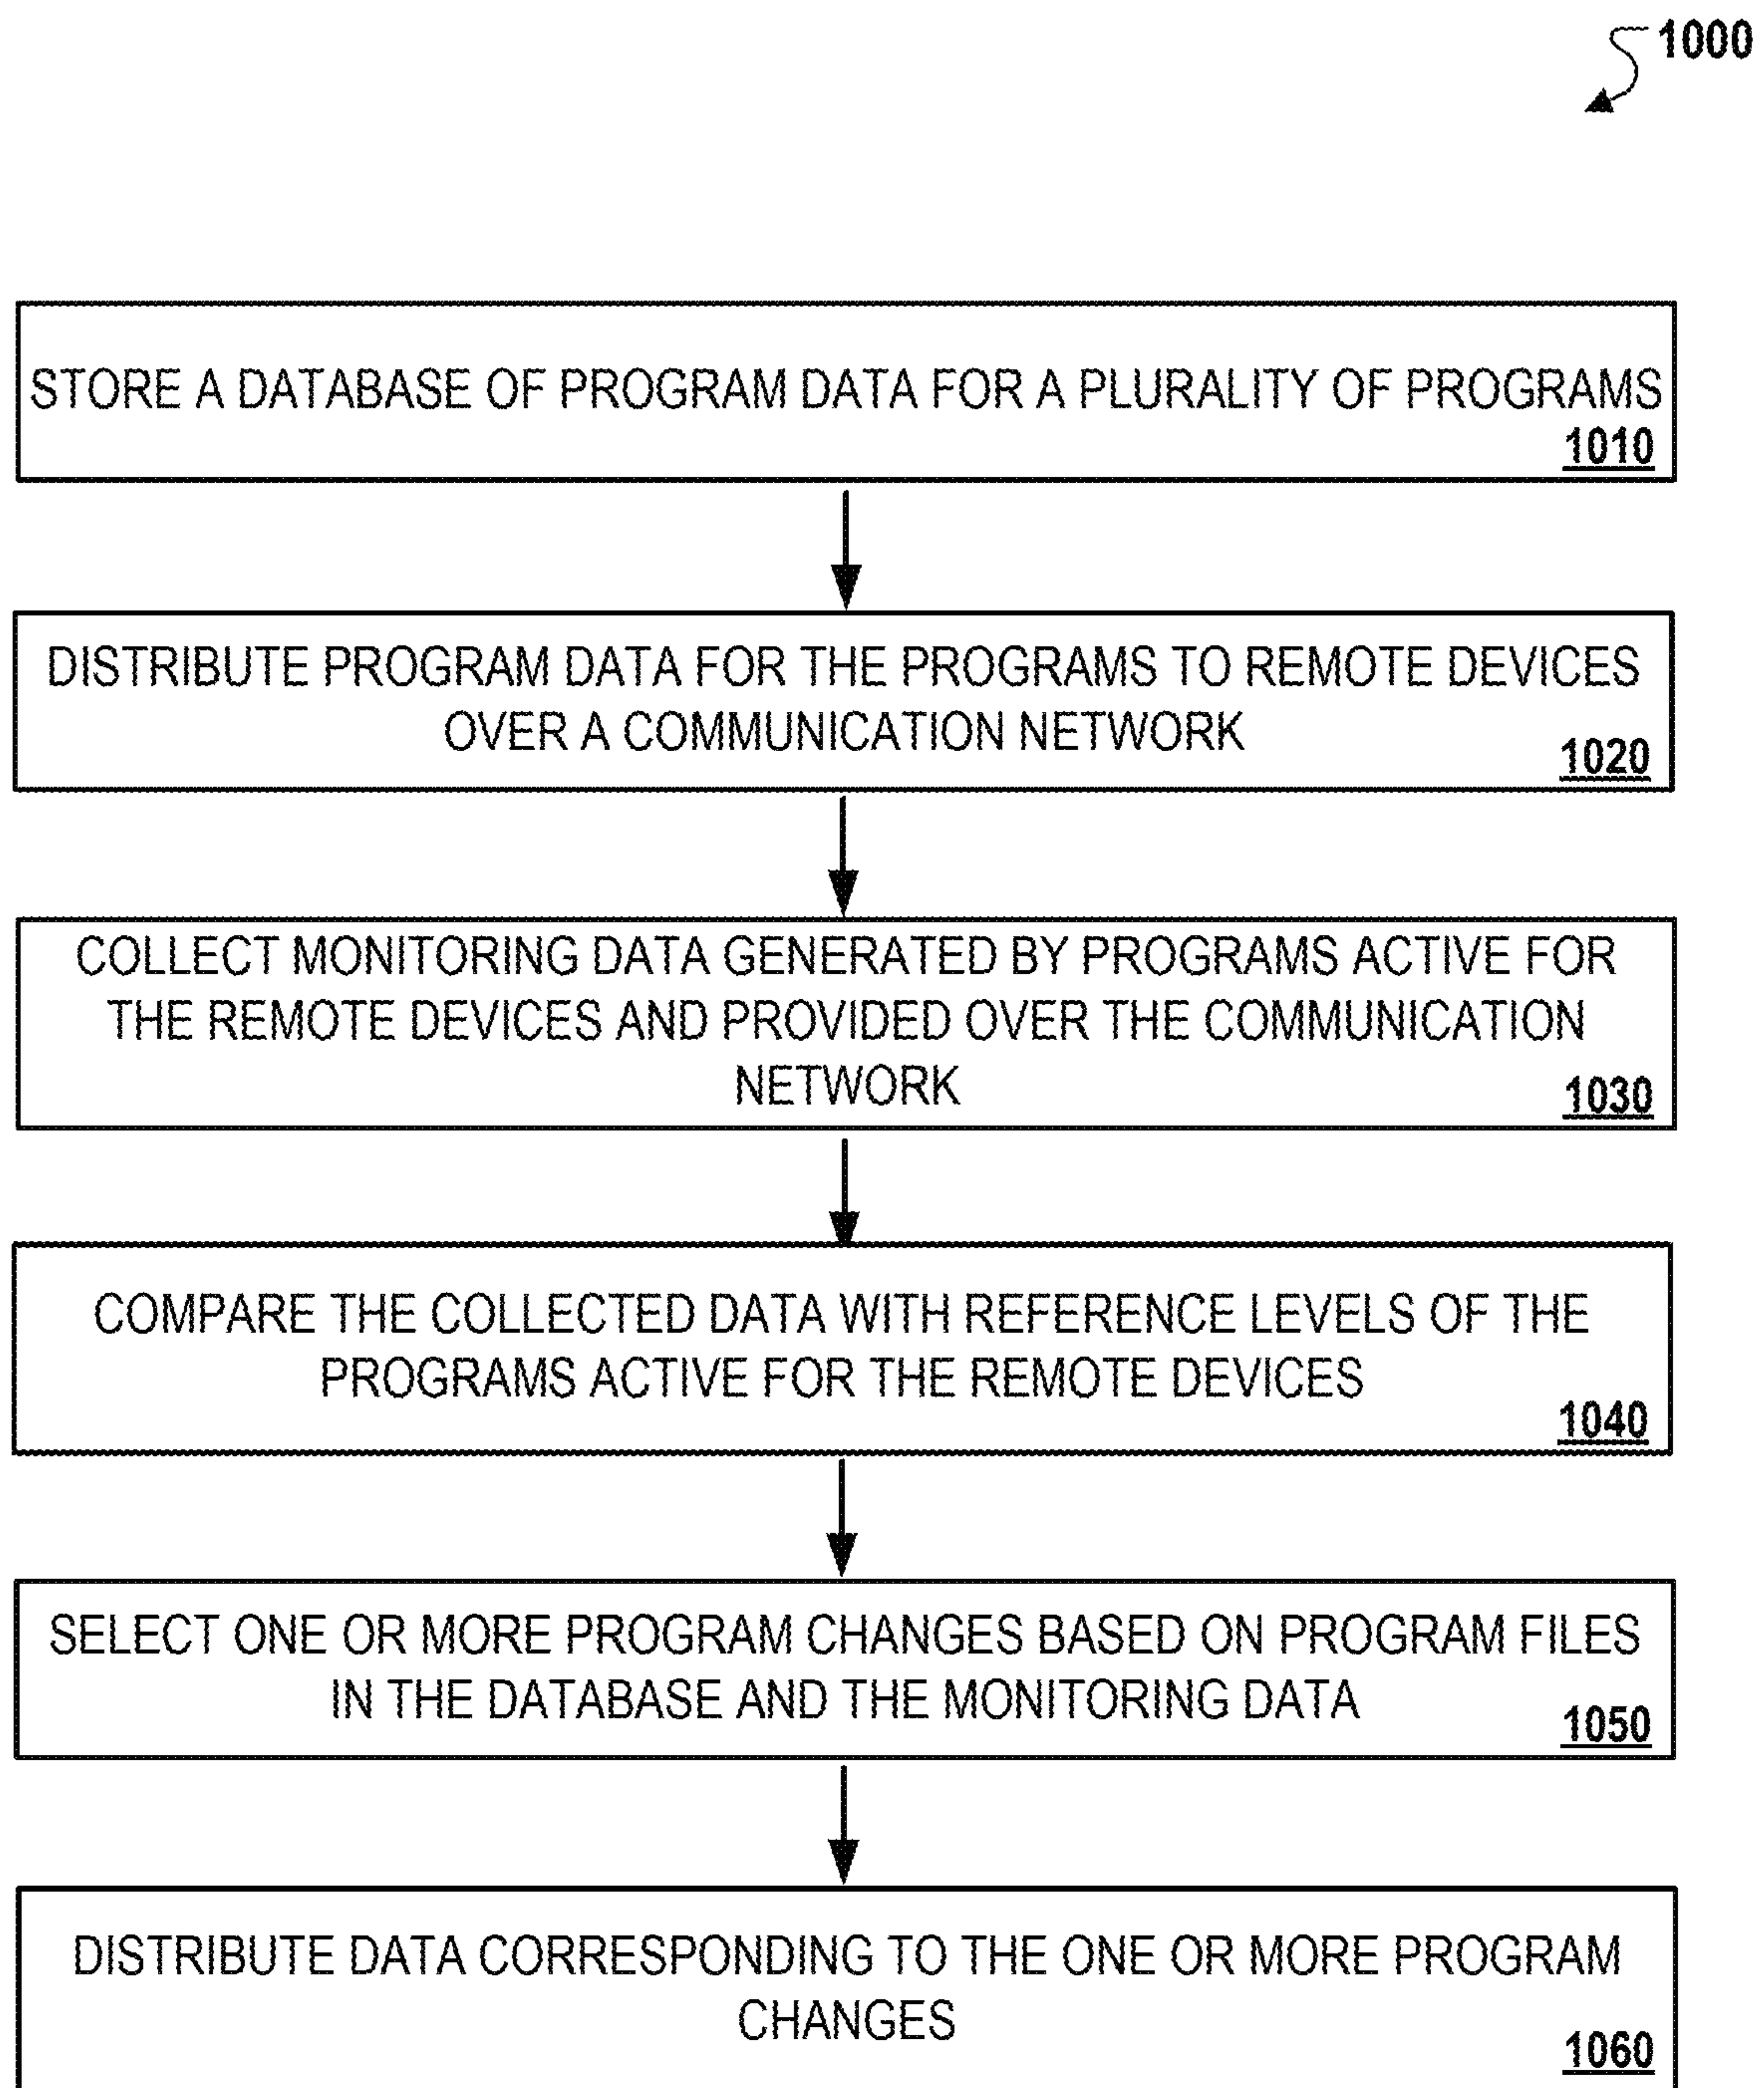 1000
STORE A DATABASE OF PROGRAM DATA FOR A PLURALITY OF PROGRAMS
1010
DISTRIBUTE PROGRAM DATA FOR THE PROGRAMS TO REMOTE DEVICES
OVER A COMMUNICATION NETWORK
1020
COLLECT MONITORING DATA GENERATED BY PROGRAMS ACTIVE FOR
THE REMOTE DEVICES AND PROVIDED OVER THE COMMUNICATION
NETWORK
1030
COMPARE THE COLLECTED DATA WITH REFERENCE LEVELS OF THE
PROGRAMS ACTIVE FOR THE REMOTE DEVICES
1040
SELECT ONE OR MORE PROGRAM CHANGES BASED ON PROGRAM FILES
IN THE DATABASE AND THE MONITORING DATA
1050
DISTRIBUTE DATA CORRESPONDING TO THE ONE OR MORE PROGRAM
CHANGES
1060